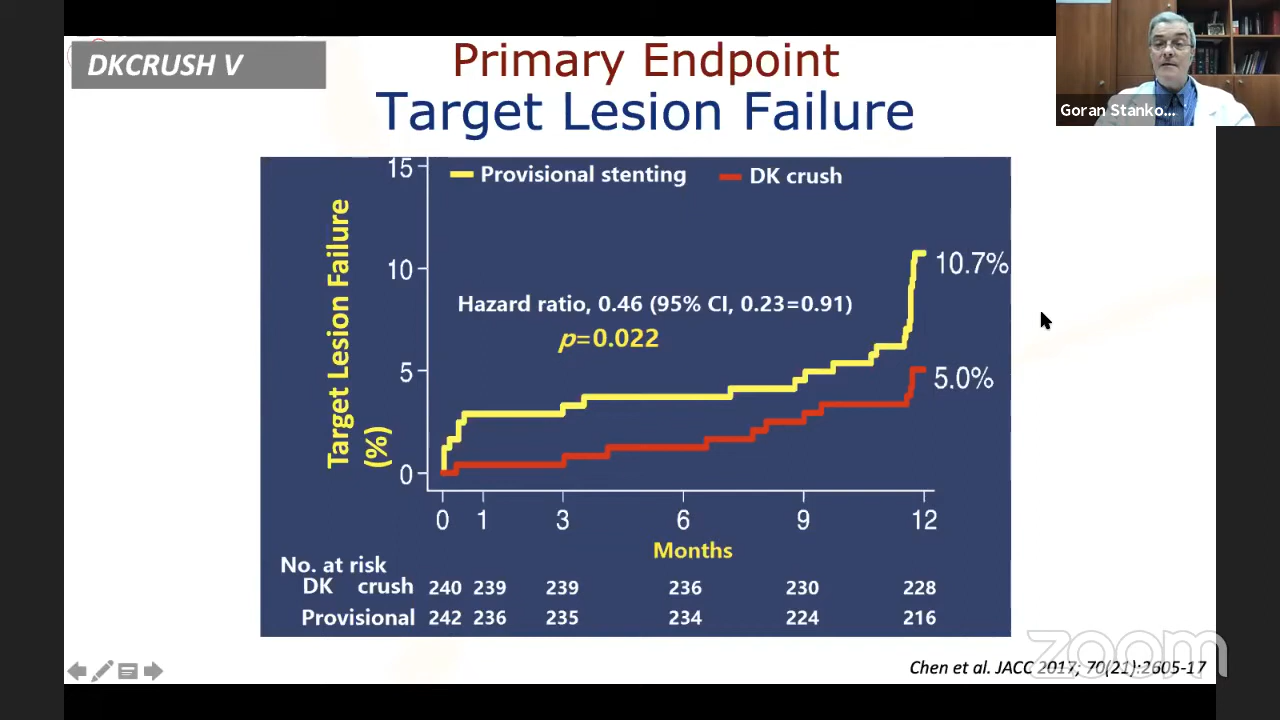 DKCRUSH V
Primary Endpoint
Target Lesion Failure
Goran Stanko...
Provisional stenting DK crush
Target Lesion Failure
(%)
15
10
5
0
10.7%
Hazard ratio, 0.46 (95% CI, 0.23=0.91)
p=0.022
5.0%
0 1 3 6 9 12
Months
No. at risk
DK crush 240 239 239 236 230 228
Provisional 242 236 235 234 224 216
zoom
Chen et al. JACC 2017; 70(21):2605-17